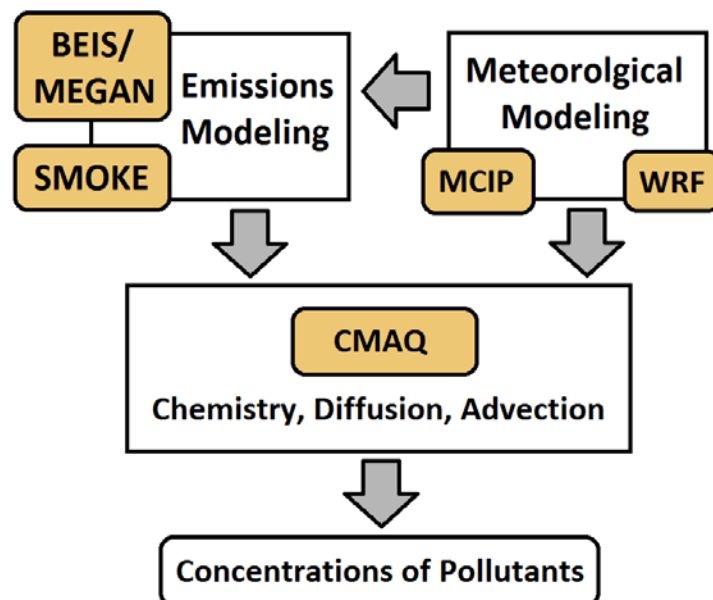 BEIS/
MEGAN
Emissions
Modeling
SMOKE
Meteorolgical
Modeling
MCIP
WRF
CMAQ
Chemistry, Diffusion, Advection
Concentrations of Pollutants